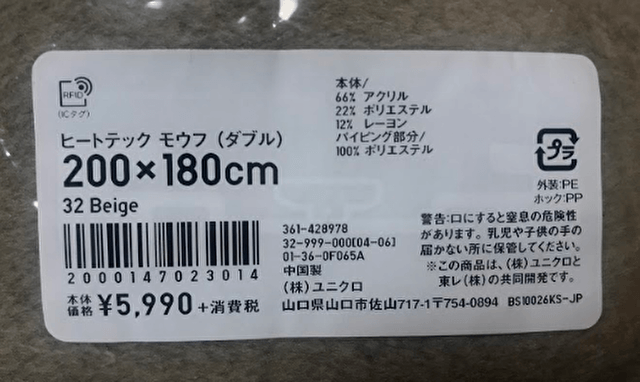 RFID
(ICタグ)
ヒートテック モウフ (ダブル)
200×180cm
32 Beige
2000147023014
本体価格 ¥5,990 +消費税
本体/
66% アクリル
22% ポリエステル
12% レーヨン
パイピング部分/
100% ポリエステル
361-428978
32-999-000[04-06]
01-36-0F065A
中国製
(株) ユニクロ
山口県山口市佐山717-1〒754-0894 BS10026KS-JP
プラ
外装:PE
ホック:PP
警告:口にすると窒息の危険性
があります。乳児や子供の手の
届かない所に保管してください。
※この商品は、(株) ユニクロと
東レ (株) の共同開発です。